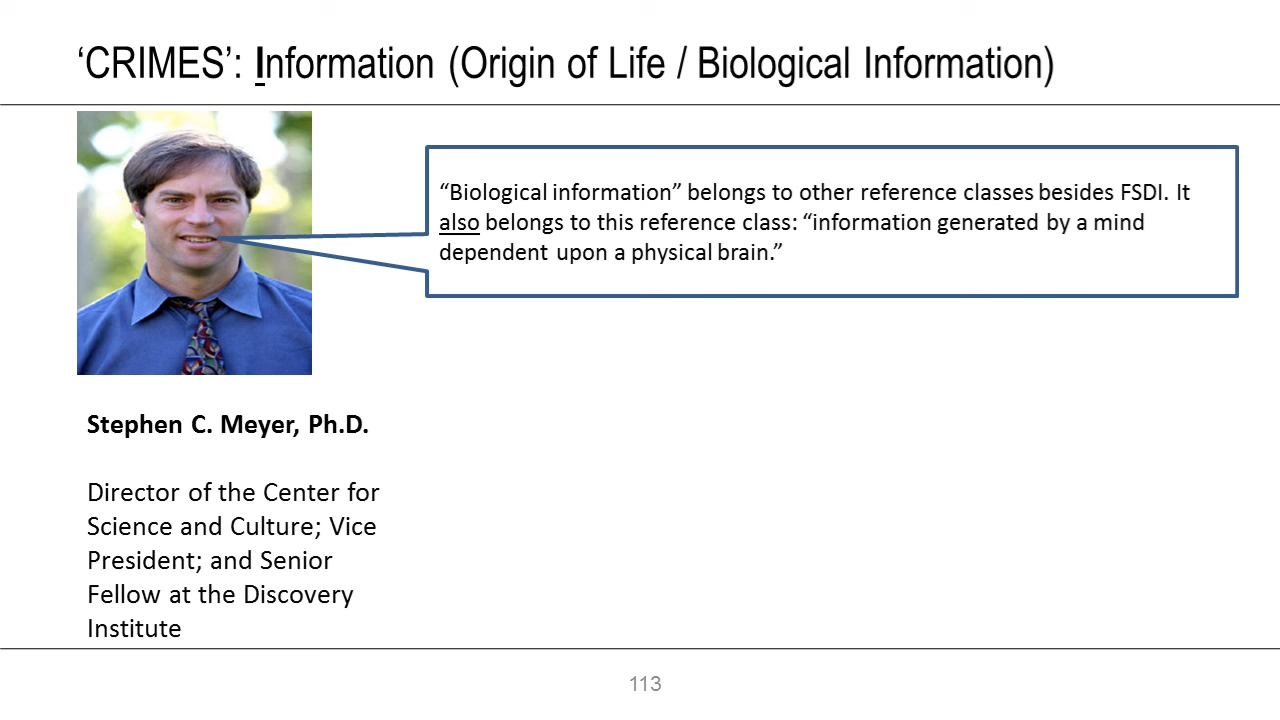 ‘CRIMES’: Information (Origin of Life / Biological Information)
“Biological information” belongs to other reference classes besides FSDI. It
also belongs to this reference class: “information generated by a mind
dependent upon a physical brain.”
Stephen C. Meyer, Ph.D.
Director of the Center for
Science and Culture; Vice
President; and Senior
Fellow at the Discovery
Institute
113